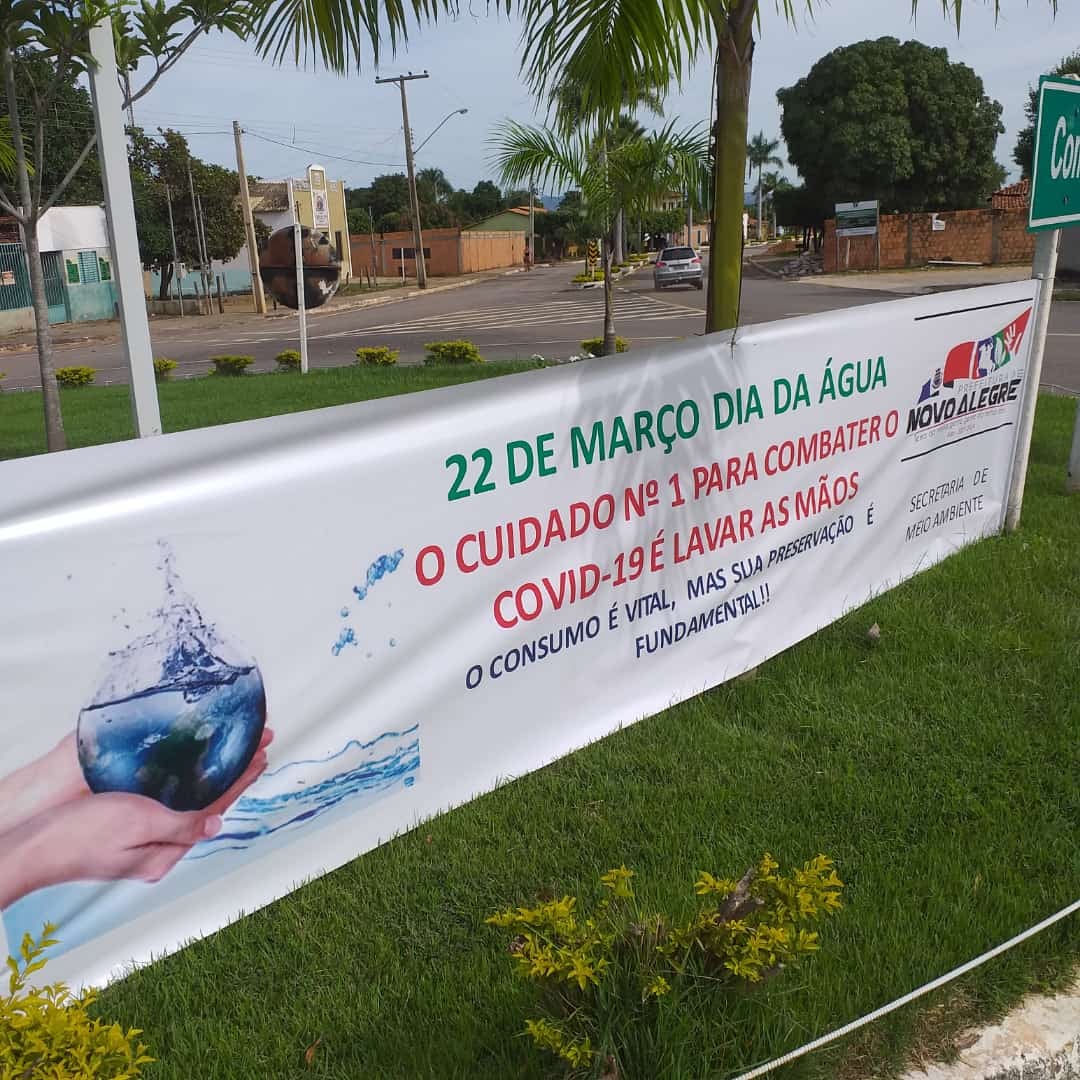 22 DE MARÇO DIA DA ÁGUA
O CUIDADO Nº 1 PARA COMBATER O
COVID-19 É LAVAR AS MÃOS
O CONSUMO É VITAL, MAS SUA PRESERVAÇÃO É
FUNDAMENTAL!!
PREFEITURA DE
NOVO ALEGRE
SECRETARIA DE
MEIO AMBIENTE